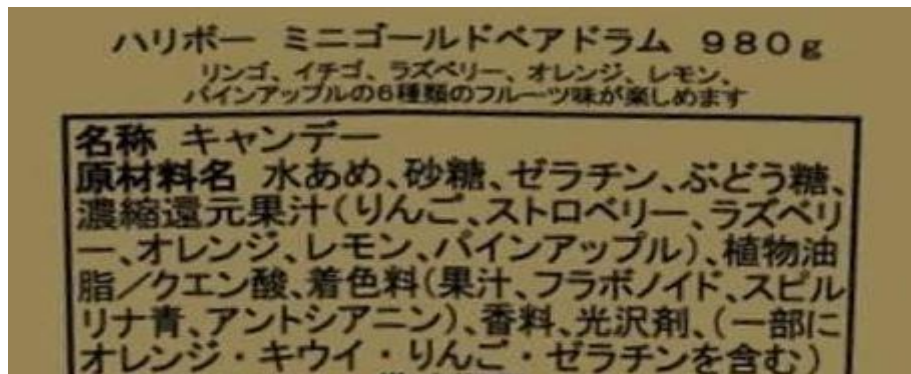 ハリボー ミニゴールドベアドラム 980g
リンゴ、イチゴ、ラズベリー、オレンジ、レモン、
パインアップルの6種類のフルーツ味が楽しめます
名称 キャンデー
原材料名 水あめ、砂糖、ゼラチン、ぶどう糖、
濃縮還元果汁(りんご、ストロベリー、ラズベリ
ー、オレンジ、レモン、パインアップル)、植物油
脂/クエン酸、着色料(果汁、フラボノイド、スピル
リナ青、アントシアニン)、香料、光沢剤、(一部に
オレンジ・キウイ・りんご・ゼラチンを含む)